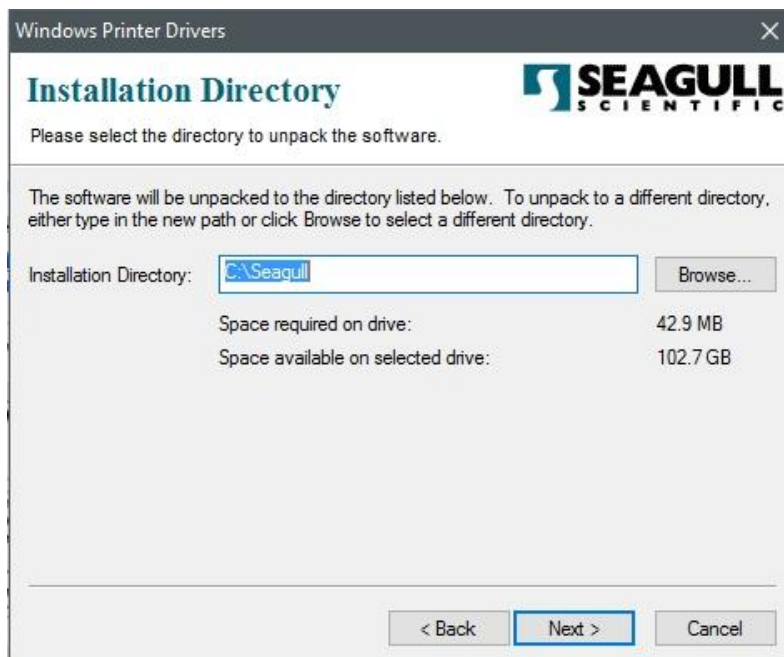 Windows Printer Drivers
Installation Directory
SEAGULL
SCIENTIFIC
Please select the directory to unpack the software.
The software will be unpacked to the directory listed below. To unpack to a different directory,
either type in the new path or click Browse to select a different directory.
Installation Directory: C:\Seagull Browse...
Space required on drive: 42.9 MB
Space available on selected drive: 102.7 GB
< Back Next > Cancel